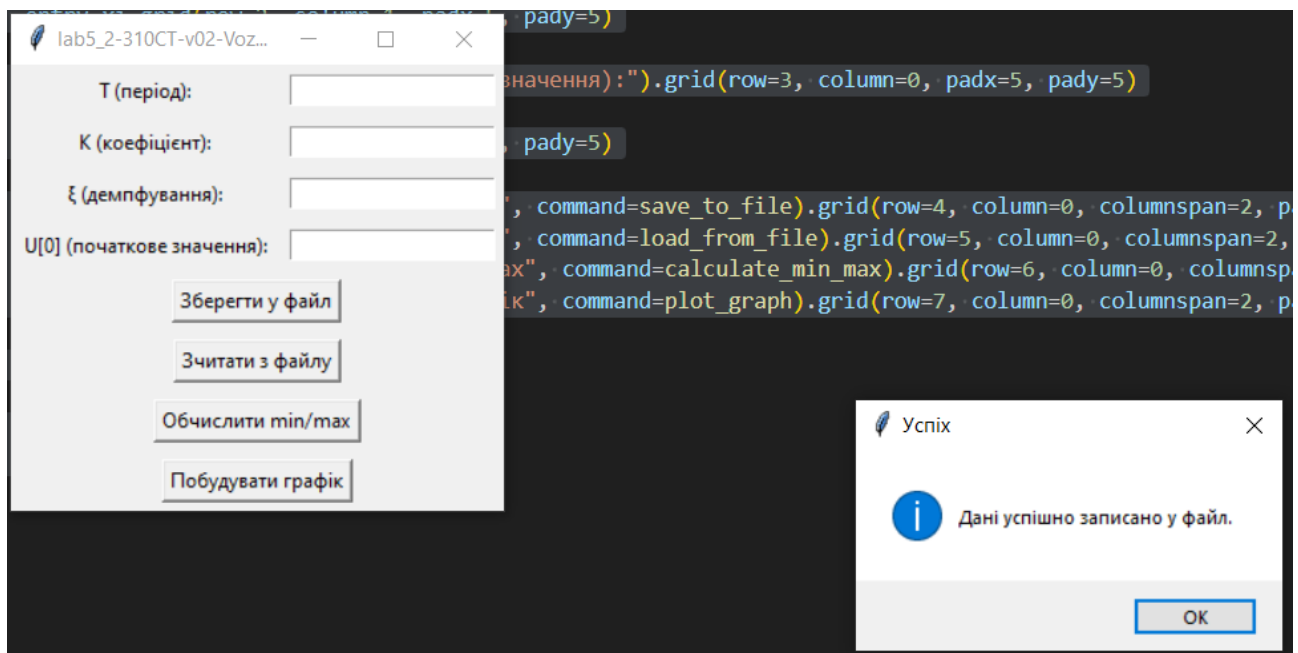 , pady=5)
lab5_2-310CT-v02-Voz...
T (період):
значення):").grid(row=3, column=0, padx=5, pady=5)
K (коефіцієнт):
, pady=5)
ξ (демпфування):
", command=save_to_file).grid(row=4, column=0, columnspan=2,
U[0] (початкове значення):
", command=load_from_file).grid(row=5, column=0, columnspan=2,
ax", command=calculate_min_max).grid(row=6, column=0,
Зберегти у файл
ік", command=plot_graph).grid(row=7, column=0, columnspan=2,
Зчитати з файлу
Обчислити min/max
Побудувати графік
Успіх
Дані успішно записано у файл.
OK